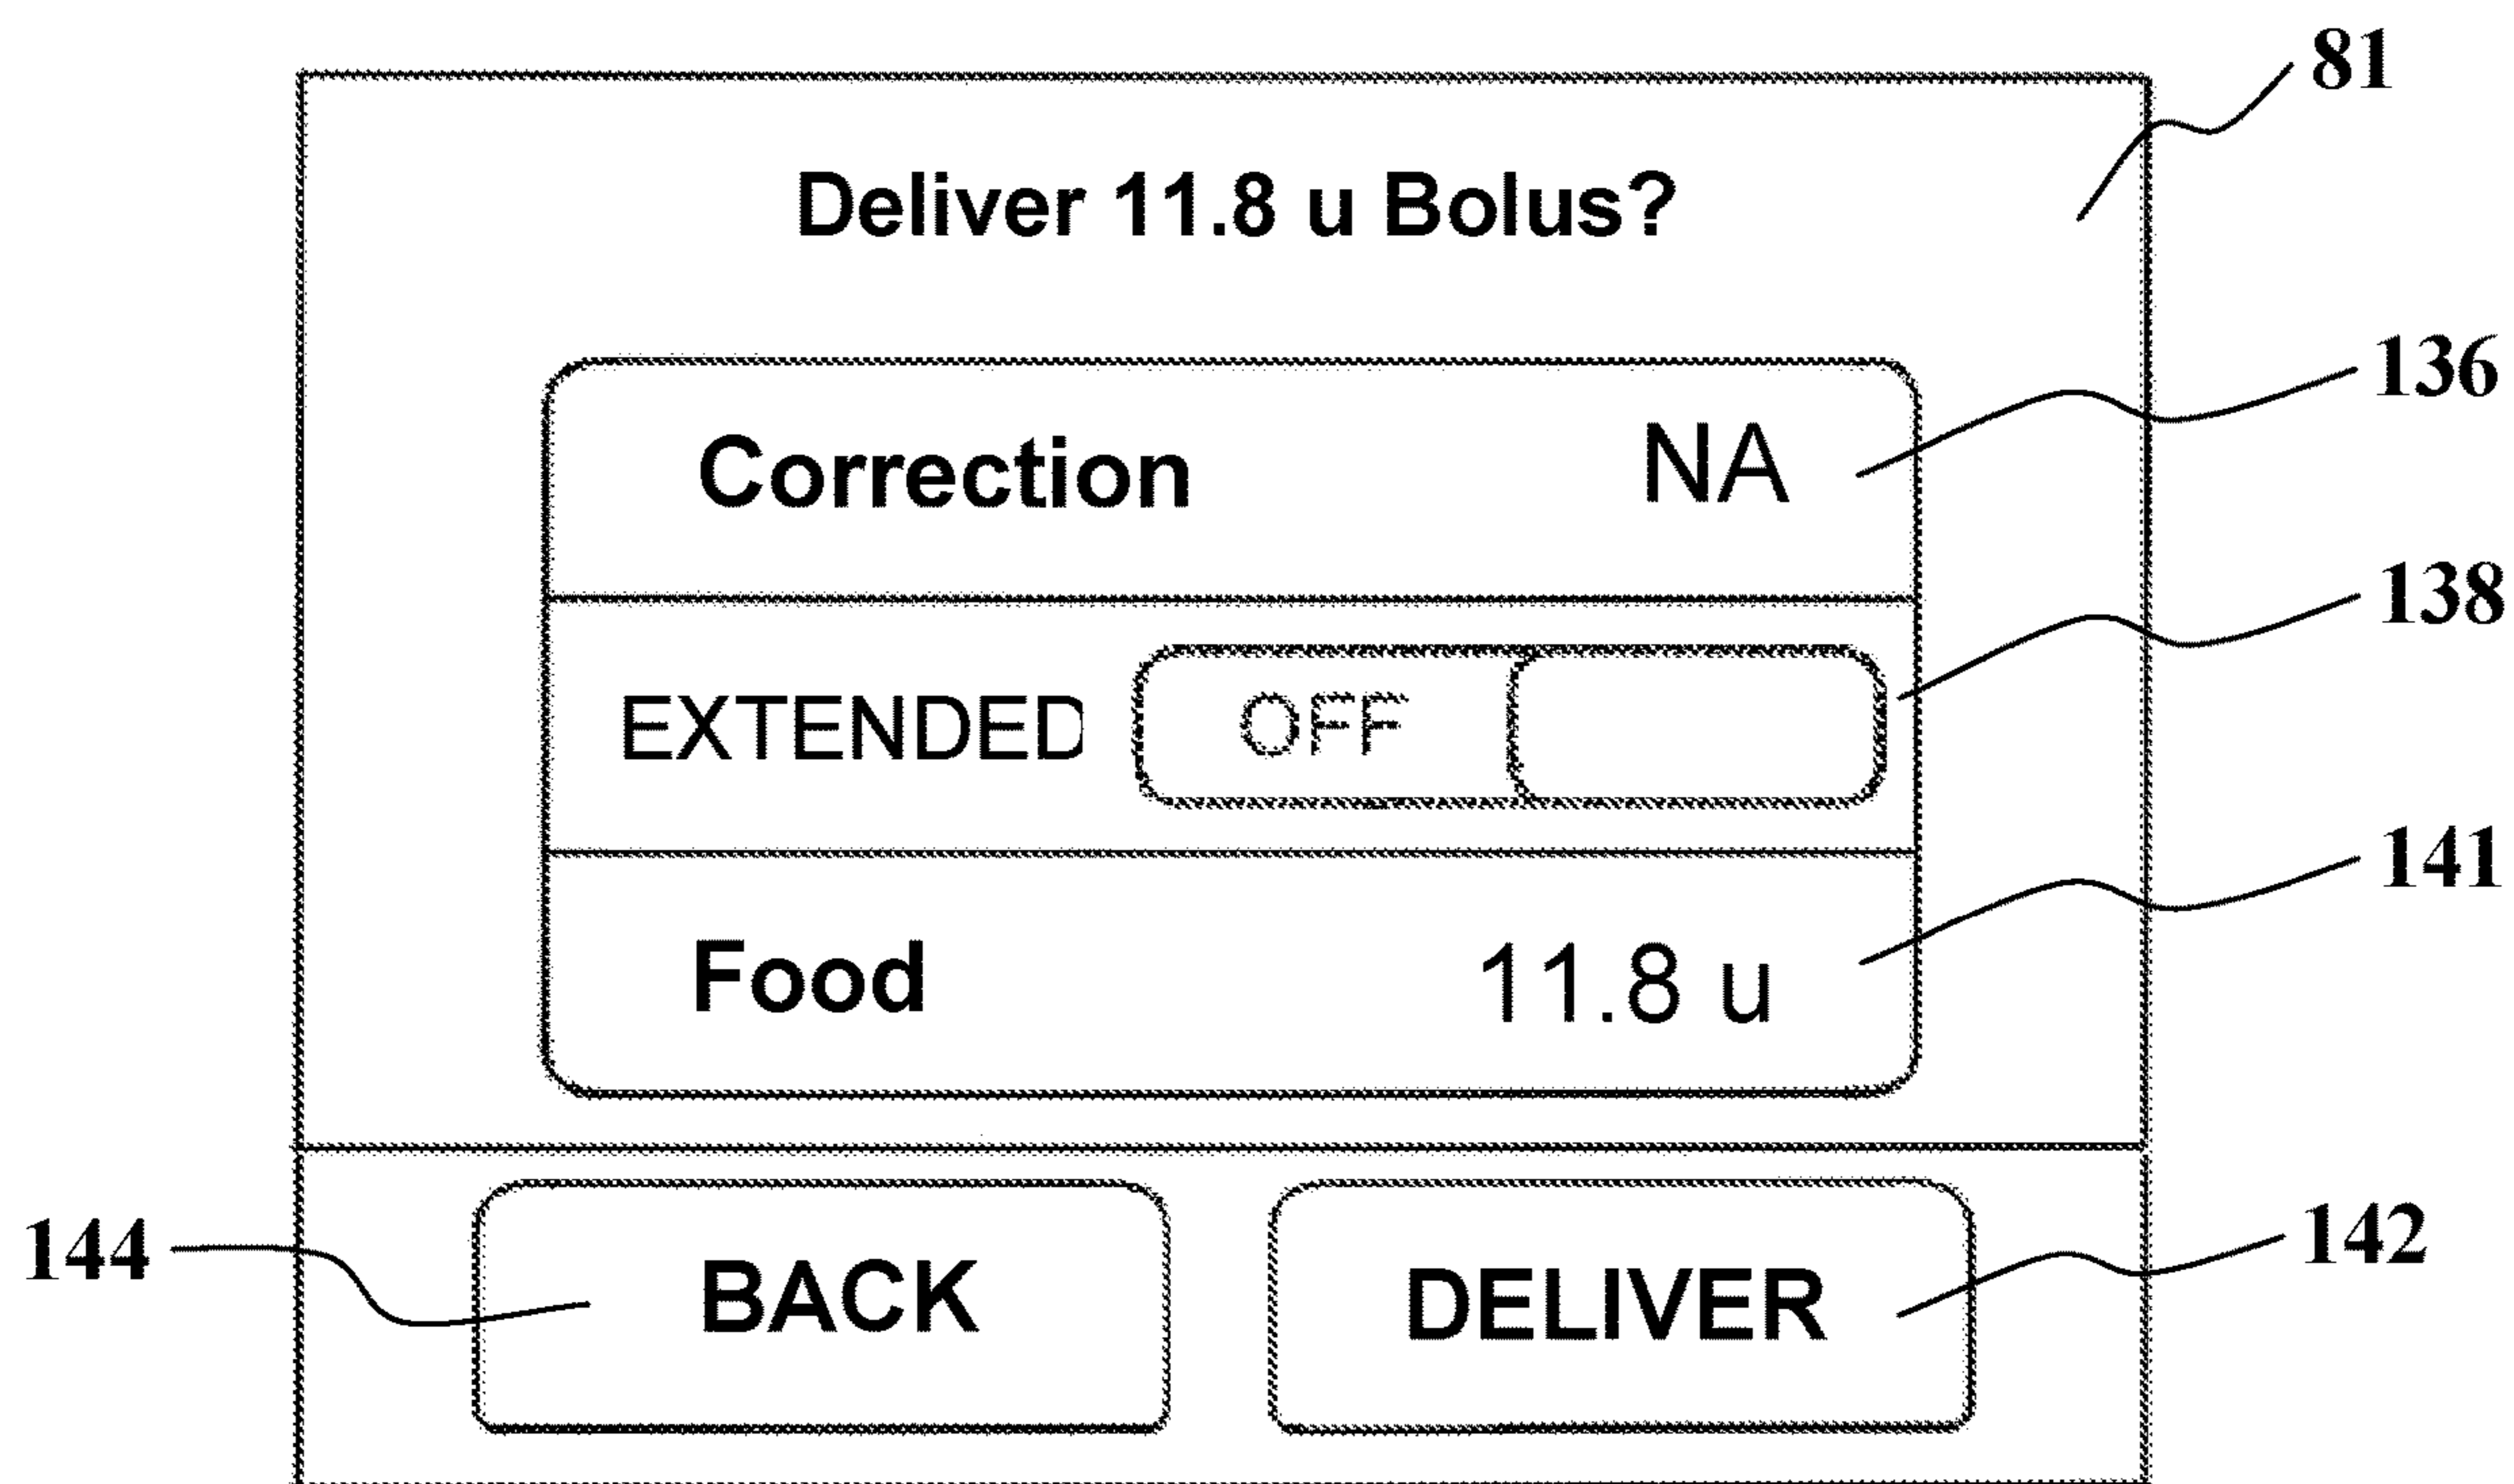 81
Deliver 11.8 u Bolus?
136
Correction NA
138
EXTENDED OFF
141
Food 11.8 u
144 BACK DELIVER 142